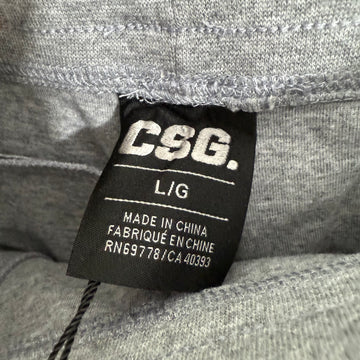 CSG.
L/G
MADE IN CHINA
FABRIQUÉ EN CHINE
RN69778/CA 40393